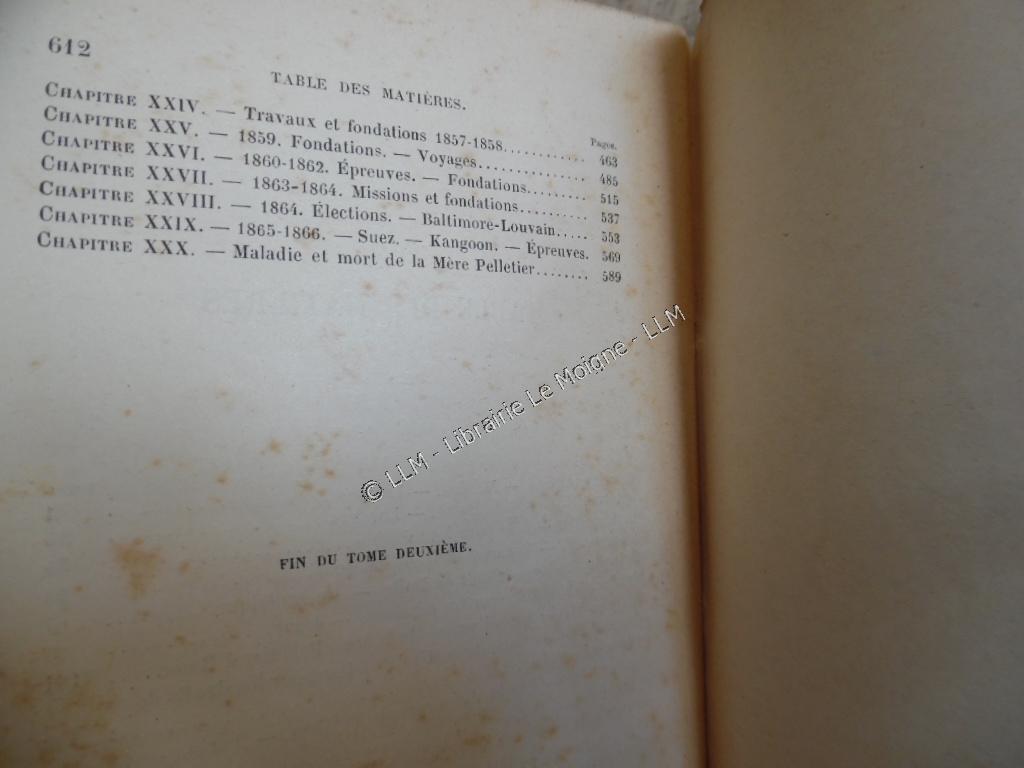 612
TABLE DES MATIÈRES.
Pages.
CHAPITRE XXIV. — Travaux et fondations 1857-1858........... 463
CHAPITRE XXV. — 1859. Fondations. — Voyages............... 485
CHAPITRE XXVI. — 1860-1862. Épreuves. — Fondations........ 515
CHAPITRE XXVII. — 1863-1864. Missions et fondations.......... 537
CHAPITRE XXVIII. — 1864. Élections. — Baltimore-Louvain..... 553
CHAPITRE XXIX. — 1865-1866. — Suez. — Kangoon. — Épreuves. 569
CHAPITRE XXX. — Maladie et mort de la Mère Pelletier........ 589
© LLM - Librairie Le Moigne - LLM
FIN DU TOME DEUXIÈME.